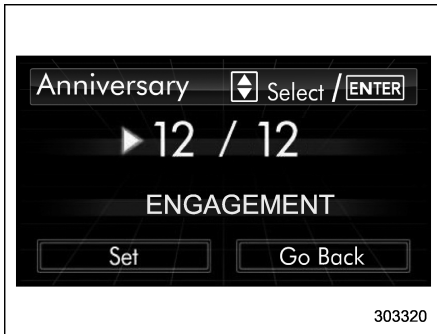 Anniversary Select / ENTER
12 / 12
ENGAGEMENT
Set Go Back
303320